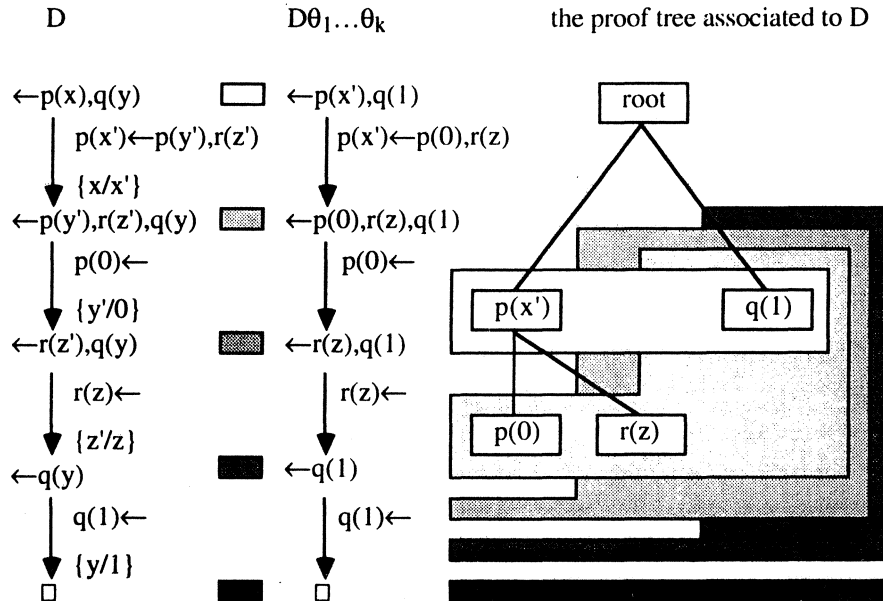 D Dθ₁…θₖ the proof tree associated to D
←p(x),q(y) ←p(x'),q(1) root
p(x')←p(y'),r(z') p(x')←p(0),r(z)
{x/x'}
←p(y'),r(z'),q(y) ←p(0),r(z),q(1)
p(0)← p(0)←
{y'/0}
p(x') q(1)
←r(z'),q(y) ←r(z),q(1)
r(z)← r(z)←
{z'/z}
p(0) r(z)
←q(y) ←q(1)
q(1)← q(1)←
{y/1}
□ □